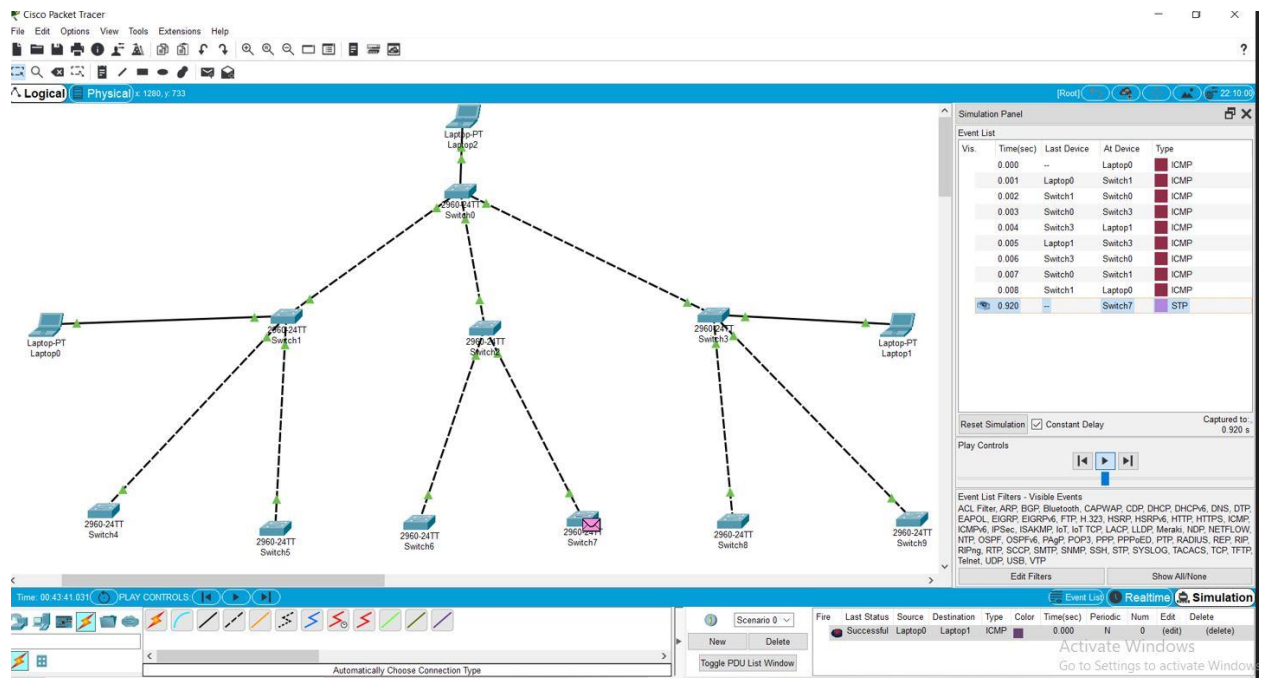 Cisco Packet Tracer
File Edit Options View Tools Extensions Help
?
Logical Physical x: 1280, y: 733 [Root] 22:10:00
Laptop-PT
Laptop2
2960-24TT
Switch0
Laptop-PT
Laptop0
2960-24TT
Switch1
2960-24TT
Switch2
2960-24TT
Switch3
Laptop-PT
Laptop1
2960-24TT
Switch4
2960-24TT
Switch5
2960-24TT
Switch6
2960-24TT
Switch7
2960-24TT
Switch8
2960-24TT
Switch9
Simulation Panel
Event List
Vis. Time(sec) Last Device At Device Type
0.000 -- Laptop0 ICMP
0.001 Laptop0 Switch1 ICMP
0.002 Switch1 Switch0 ICMP
0.003 Switch0 Switch3 ICMP
0.004 Switch3 Laptop1 ICMP
0.005 Laptop1 Switch3 ICMP
0.006 Switch3 Switch0 ICMP
0.007 Switch0 Switch1 ICMP
0.008 Switch1 Laptop0 ICMP
0.920 -- Switch7 STP
Reset Simulation Constant Delay Captured to:
0.920 s
Play Controls
Event List Filters - Visible Events
ACL Filter, ARP, BGP, Bluetooth, CAPWAP, CDP, DHCP, DHCPv6, DNS, DTP,
EAPOL, EIGRP, EIGRPv6, FTP, H.323, HSRP, HSRPv6, HTTP, HTTPS, ICMP,
ICMPv6, IPSec, ISAKMP, IoT, IoT TCP, LACP, LLDP, Meraki, NDP, NETFLOW,
NTP, OSPF, OSPFv6, PAgP, POP3, PPP, PPPoED, PTP, RADIUS, REP, RIP,
RIPng, RTP, SCCP, SMTP, SNMP, SSH, STP, SYSLOG, TACACS, TCP, TFTP,
Telnet, UDP, USB, VTP
Edit Filters Show All/None
Time: 00:43:41.031 PLAY CONTROLS: Event List Realtime Simulation
Scenario 0
New Delete
Toggle PDU List Window
Fire Last Status Source Destination Type Color Time(sec) Periodic Num Edit Delete
Successful Laptop0 Laptop1 ICMP 0.000 N 0 (edit) (delete)
Automatically Choose Connection Type
Activate Windows
Go to Settings to activate Windows